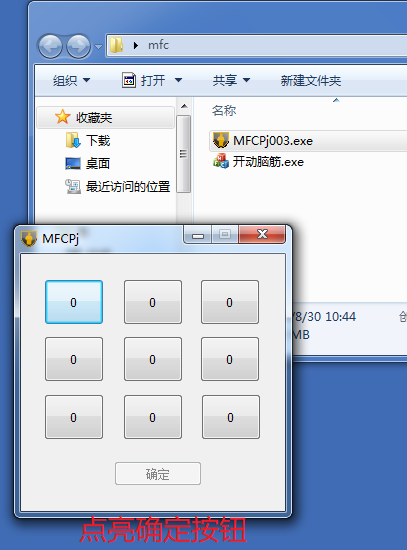 mfc
组织
打开
共享
新建文件夹
收藏夹
下载
桌面
最近访问的位置
名称
MFCPj003.exe
开动脑筋.exe
/8/30 10:44
创
MB
MFCPj
0 0 0
0 0 0
0 0 0
确定
点亮确定按钮